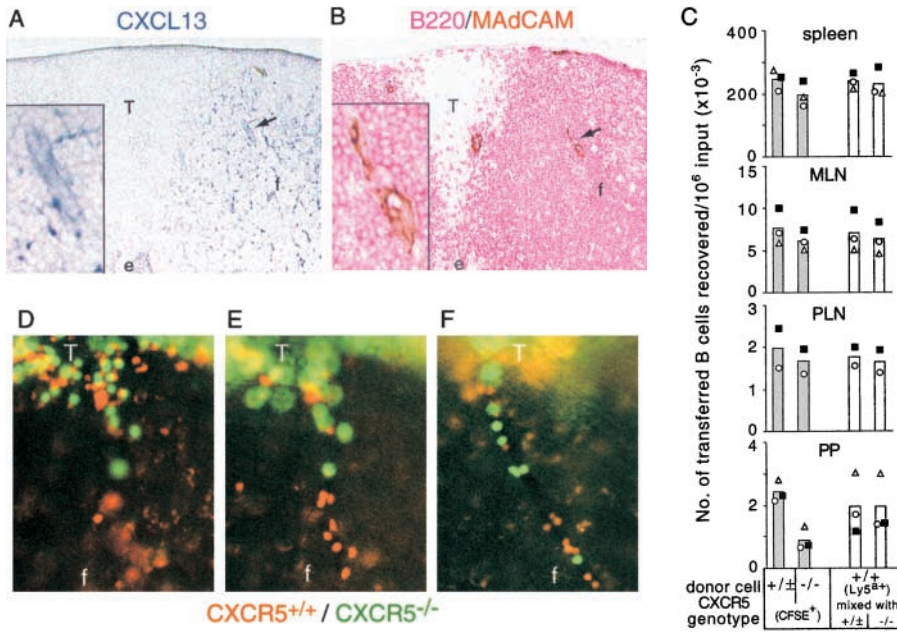 A CXCL13
T
f
e
B B220/MAdCAM
T
f
e
C
No. of transferred B cells recovered/10⁶ input (x10⁻³)
spleen
400
200
0
MLN
10
5
0
PLN
2
1
0
PP
4
2
0
donor cell CXCR5 genotype
+/± -/-
(CFSE⁺)
+/+
(Ly5ᵃ⁺)
mixed with
+/± -/-
D
T
f
E
T
F
T
f
CXCR5⁺/⁺ / CXCR5⁻/⁻